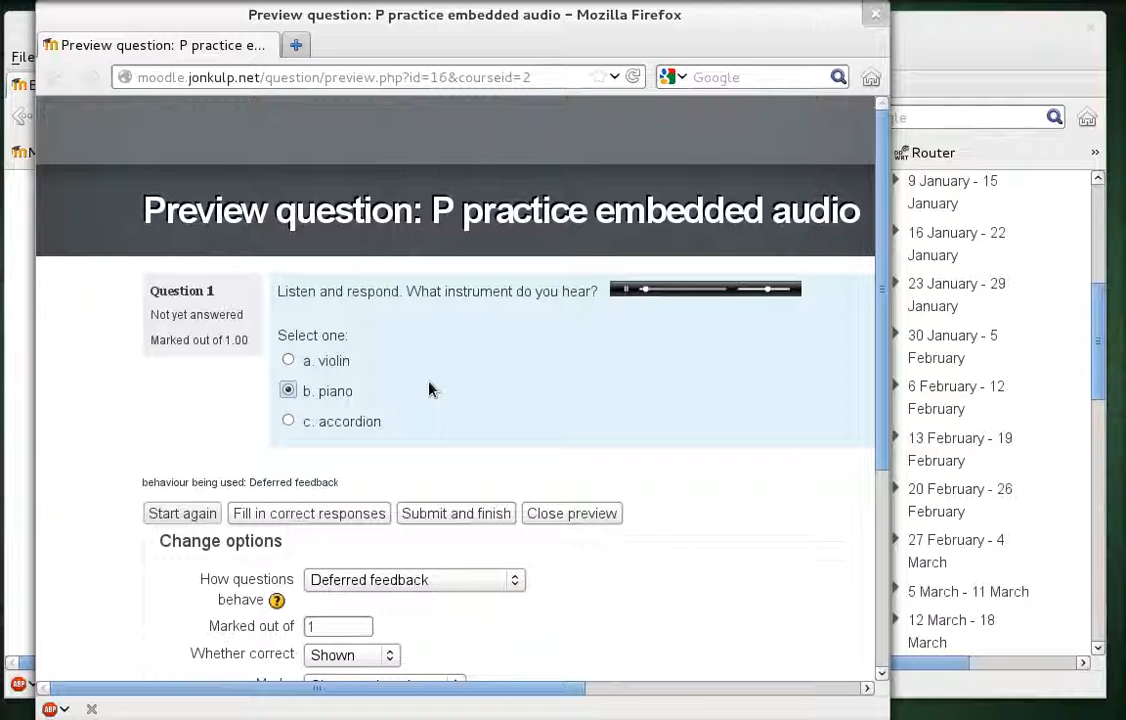 Preview question: P practice embedded audio – Mozilla Firefox
File
Preview question: P practice e...
moodle.jonkulp.net/question/preview.php?id=16&courseid=2
Google
gle
Router
»
Preview question: P practice embedded audio
Question 1
Not yet answered
Marked out of 1.00
Listen and respond. What instrument do you hear?
Select one:
a. violin
b. piano
c. accordion
behaviour being used: Deferred feedback
Start again
Fill in correct responses
Submit and finish
Close preview
Change options
How questions
behave
?
Deferred feedback
Marked out of
1
Whether correct
Shown
9 January - 15
January
16 January - 22
January
23 January - 29
January
30 January - 5
February
6 February - 12
February
13 February - 19
February
20 February - 26
February
27 February - 4
March
5 March - 11 March
12 March - 18
March
ABP
ABP